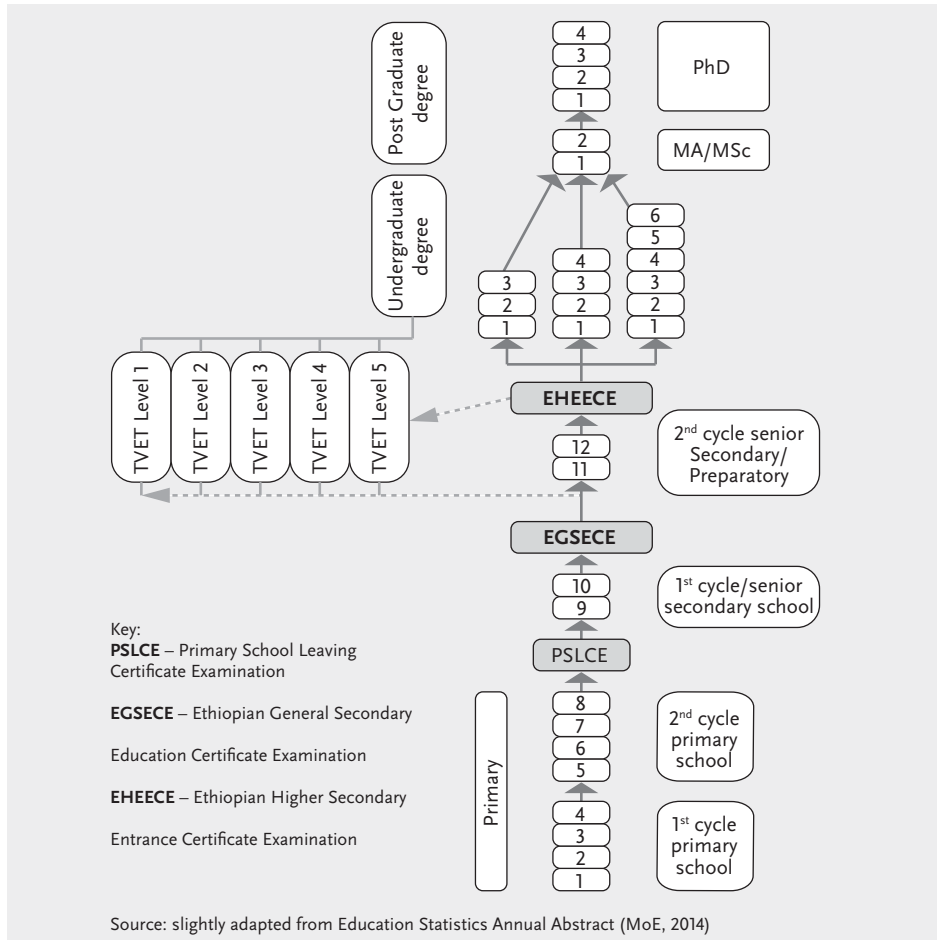 Post Graduate
degree
4
3
2
1
PhD
2
1
MA/MSc
Undergraduate
degree
3
2
1
4
3
2
1
6
5
4
3
2
1
TVET Level 1
TVET Level 2
TVET Level 3
TVET Level 4
TVET Level 5
EHEECE
12
11
2nd cycle senior
Secondary/
Preparatory
EGSECE
10
9
1st cycle/senior
secondary school
PSLCE
Key:
PSLCE – Primary School Leaving
Certificate Examination
EGSECE – Ethiopian General Secondary
Education Certificate Examination
EHEECE – Ethiopian Higher Secondary
Entrance Certificate Examination
Primary
8
7
6
5
2nd cycle
primary
school
4
3
2
1
1st cycle
primary
school
Source: slightly adapted from Education Statistics Annual Abstract (MoE, 2014)